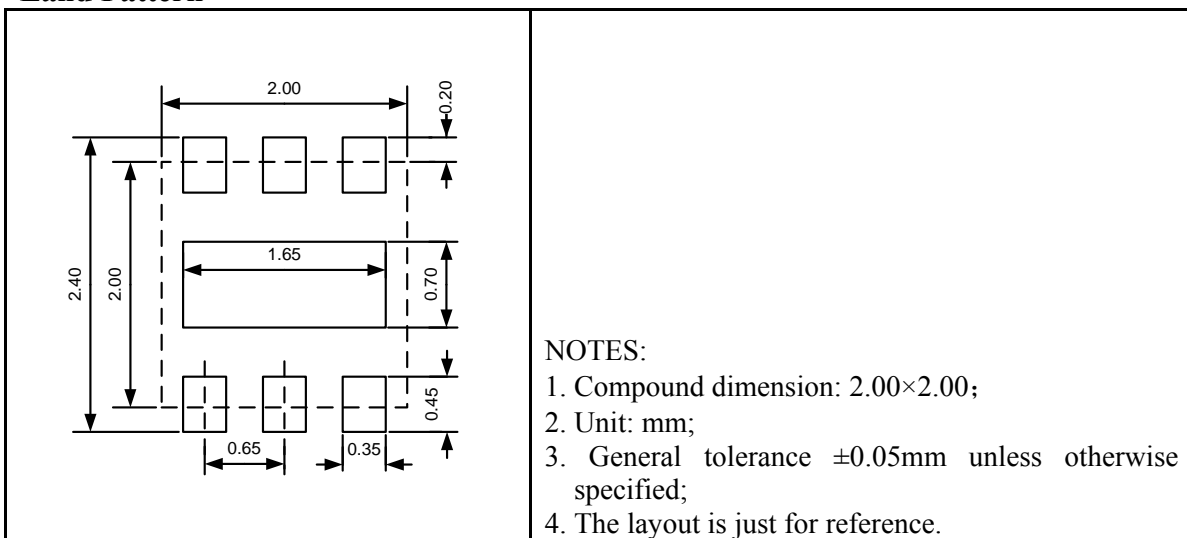 2.00
0.20
1.65
2.40
2.00
0.70
0.45
0.65
0.35
NOTES:
1. Compound dimension: 2.00×2.00；
2. Unit: mm;
3. General tolerance ±0.05mm unless otherwise
specified;
4. The layout is just for reference.